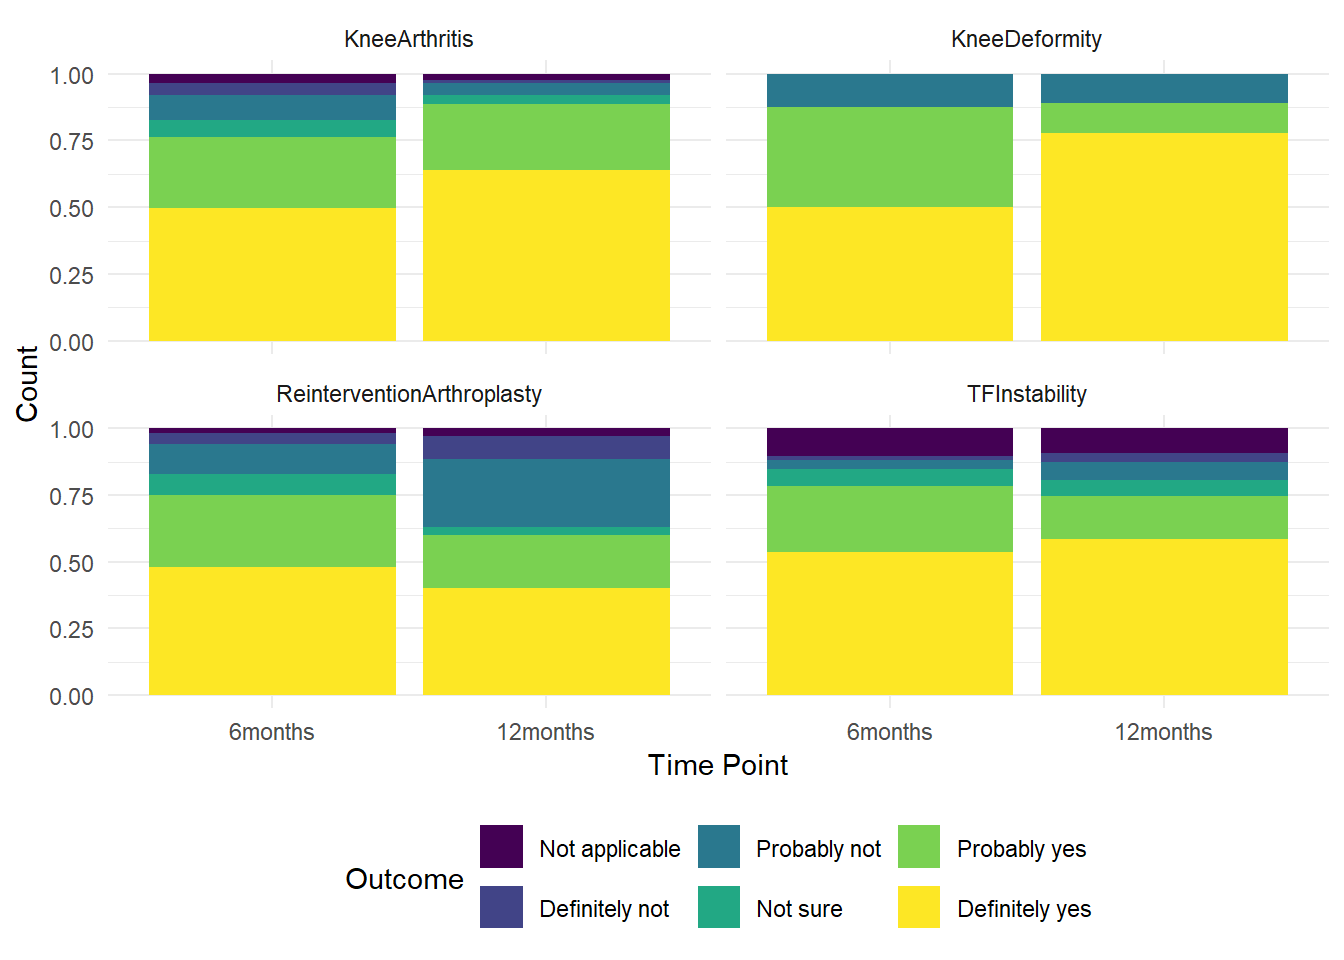 KneeArthritis KneeDeformity
1.00
0.75
0.50
0.25
0.00
Count
ReinterventionArthroplasty TFInstability
1.00
0.75
0.50
0.25
0.00
6months 12months 6months 12months
Time Point
Outcome
Not applicable Probably not Probably yes
Definitely not Not sure Definitely yes